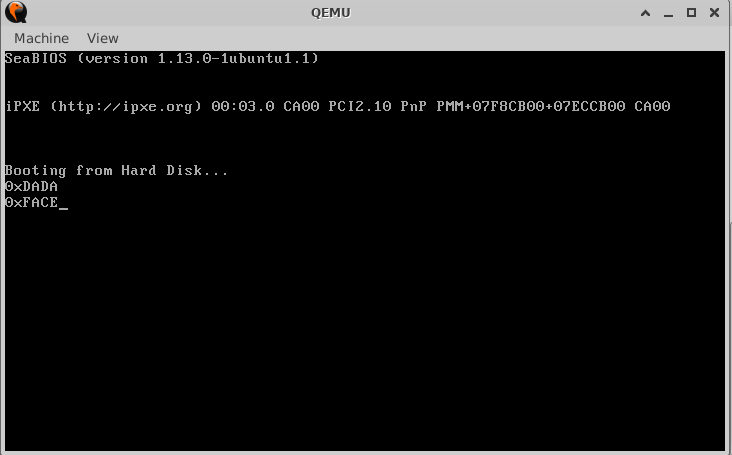 QEMU
Machine View
SeaBIOS (version 1.13.0-1ubuntu1.1)
iPXE (http://ipxe.org) 00:03.0 CA00 PCI2.10 PnP PMM+07F8CB00+07ECCB00 CA00
Booting from Hard Disk...
0xDADA
0xFACE_